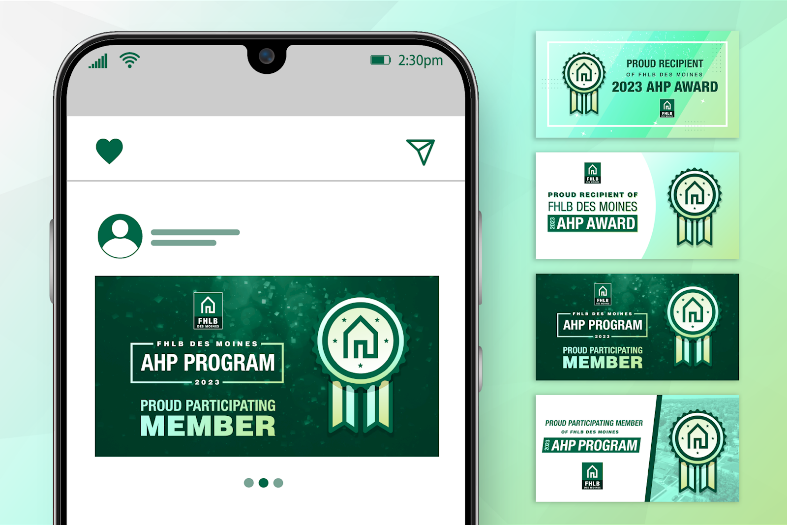 2:30pm
FHLB
DES MOINES
FHLB DES MOINES
AHP PROGRAM
2023
PROUD PARTICIPATING
MEMBER
PROUD RECIPIENT
OF FHLB DES MOINES
2023 AHP AWARD
FHLB
FHLB
PROUD RECIPIENT OF
FHLB DES MOINES
2023 AHP AWARD
FHLB
FHLB DES MOINES
AHP PROGRAM
2023
PROUD PARTICIPATING
MEMBER
PROUD PARTICIPATING MEMBER
OF FHLB DES MOINES
2023 AHP PROGRAM
FHLB